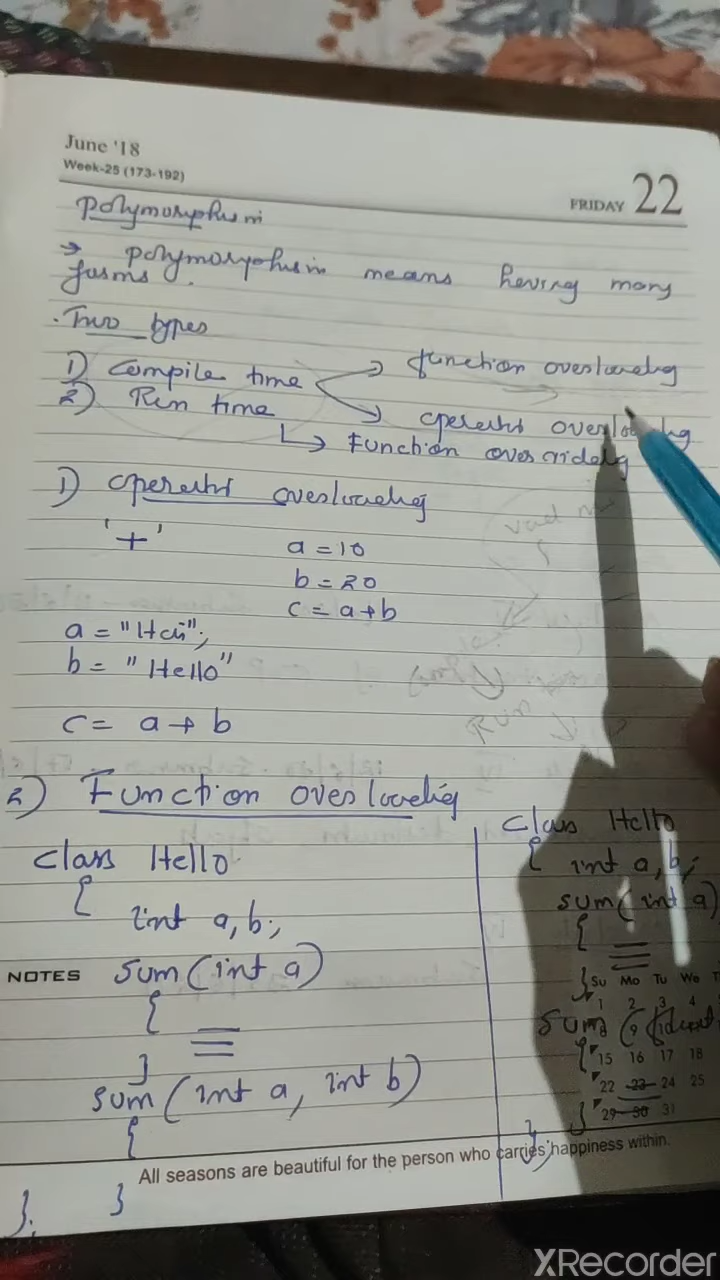 June '18
Week-25 (173-192)
FRIDAY 22
Polymorphism
→ polymorphism means having many
forms.
Two types
1) Compile time → function overloading
→ operator overloading
2) Run time
→ Function overriding
1) operator overloading
'+'
a = 10
b = 20
c = a+b
a = "Hai";
b = "Hello"
c = a + b
2) Function overloading
class Hello
{
int a, b;
sum (int a)
{
}
sum (int a, int b)
{
}
};
class Hello
{
int a, b;
sum (int a)
{
}
sum (
{
}
};
NOTES
Su Mo Tu We
1 2 3 4
9
15 16 17 18
22 23 24 25
29 30 31
All seasons are beautiful for the person who carries happiness within.
XRecorder